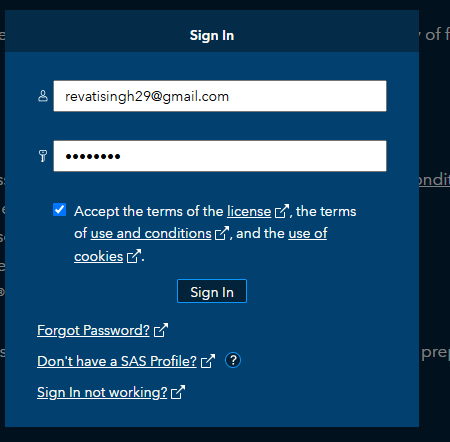 Sign In
y of f
revatisingh29@gmail.com
••••••••
Accept the terms of the license, the terms
of use and conditions, and the use of
cookies.
Sign In
Forgot Password?
Don't have a SAS Profile? ?
Sign In not working?